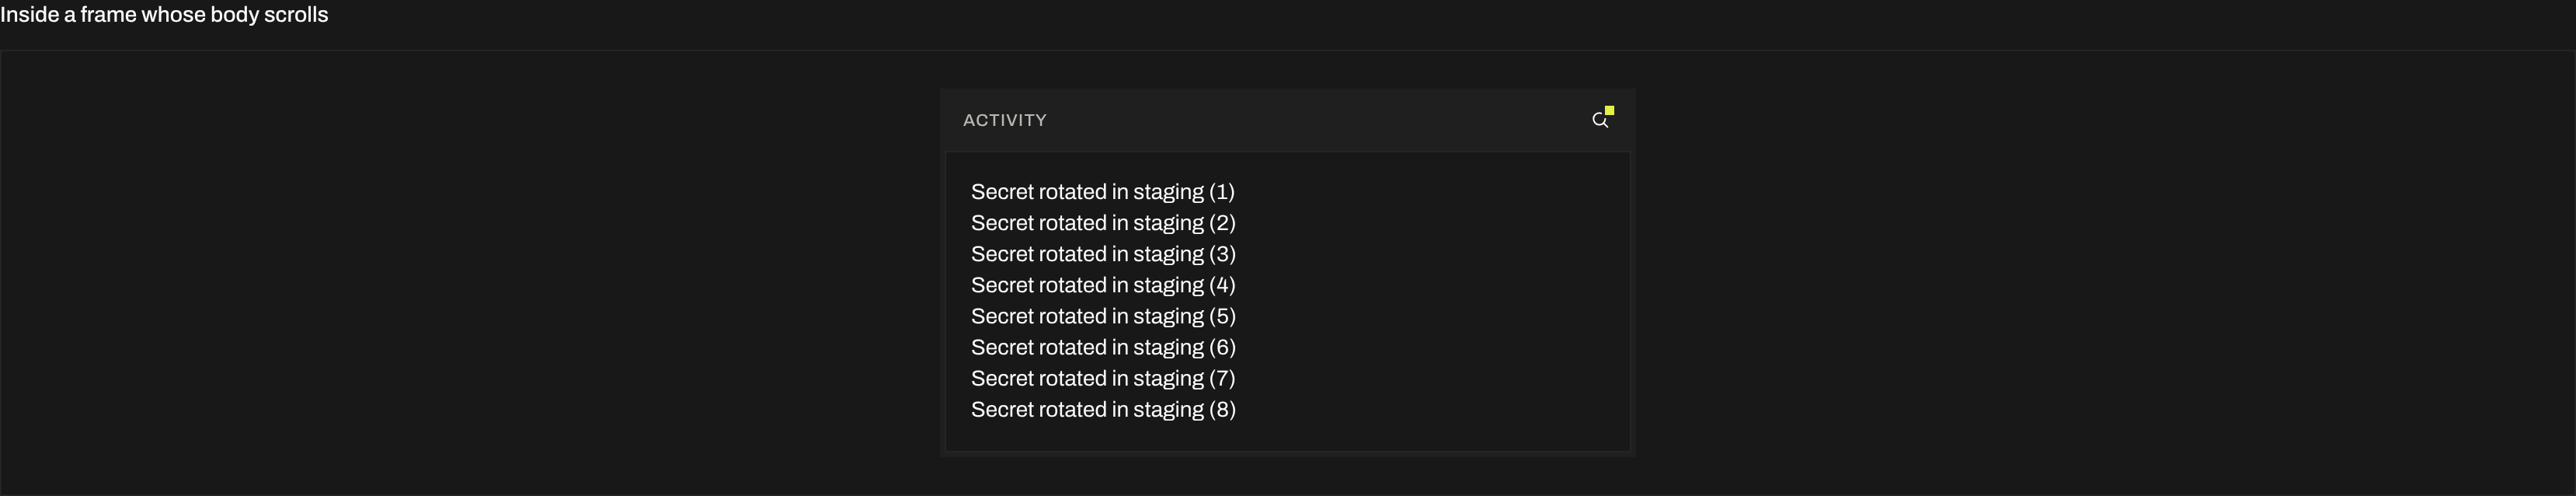 Inside a frame whose body scrolls
ACTIVITY
Secret rotated in staging (1)
Secret rotated in staging (2)
Secret rotated in staging (3)
Secret rotated in staging (4)
Secret rotated in staging (5)
Secret rotated in staging (6)
Secret rotated in staging (7)
Secret rotated in staging (8)